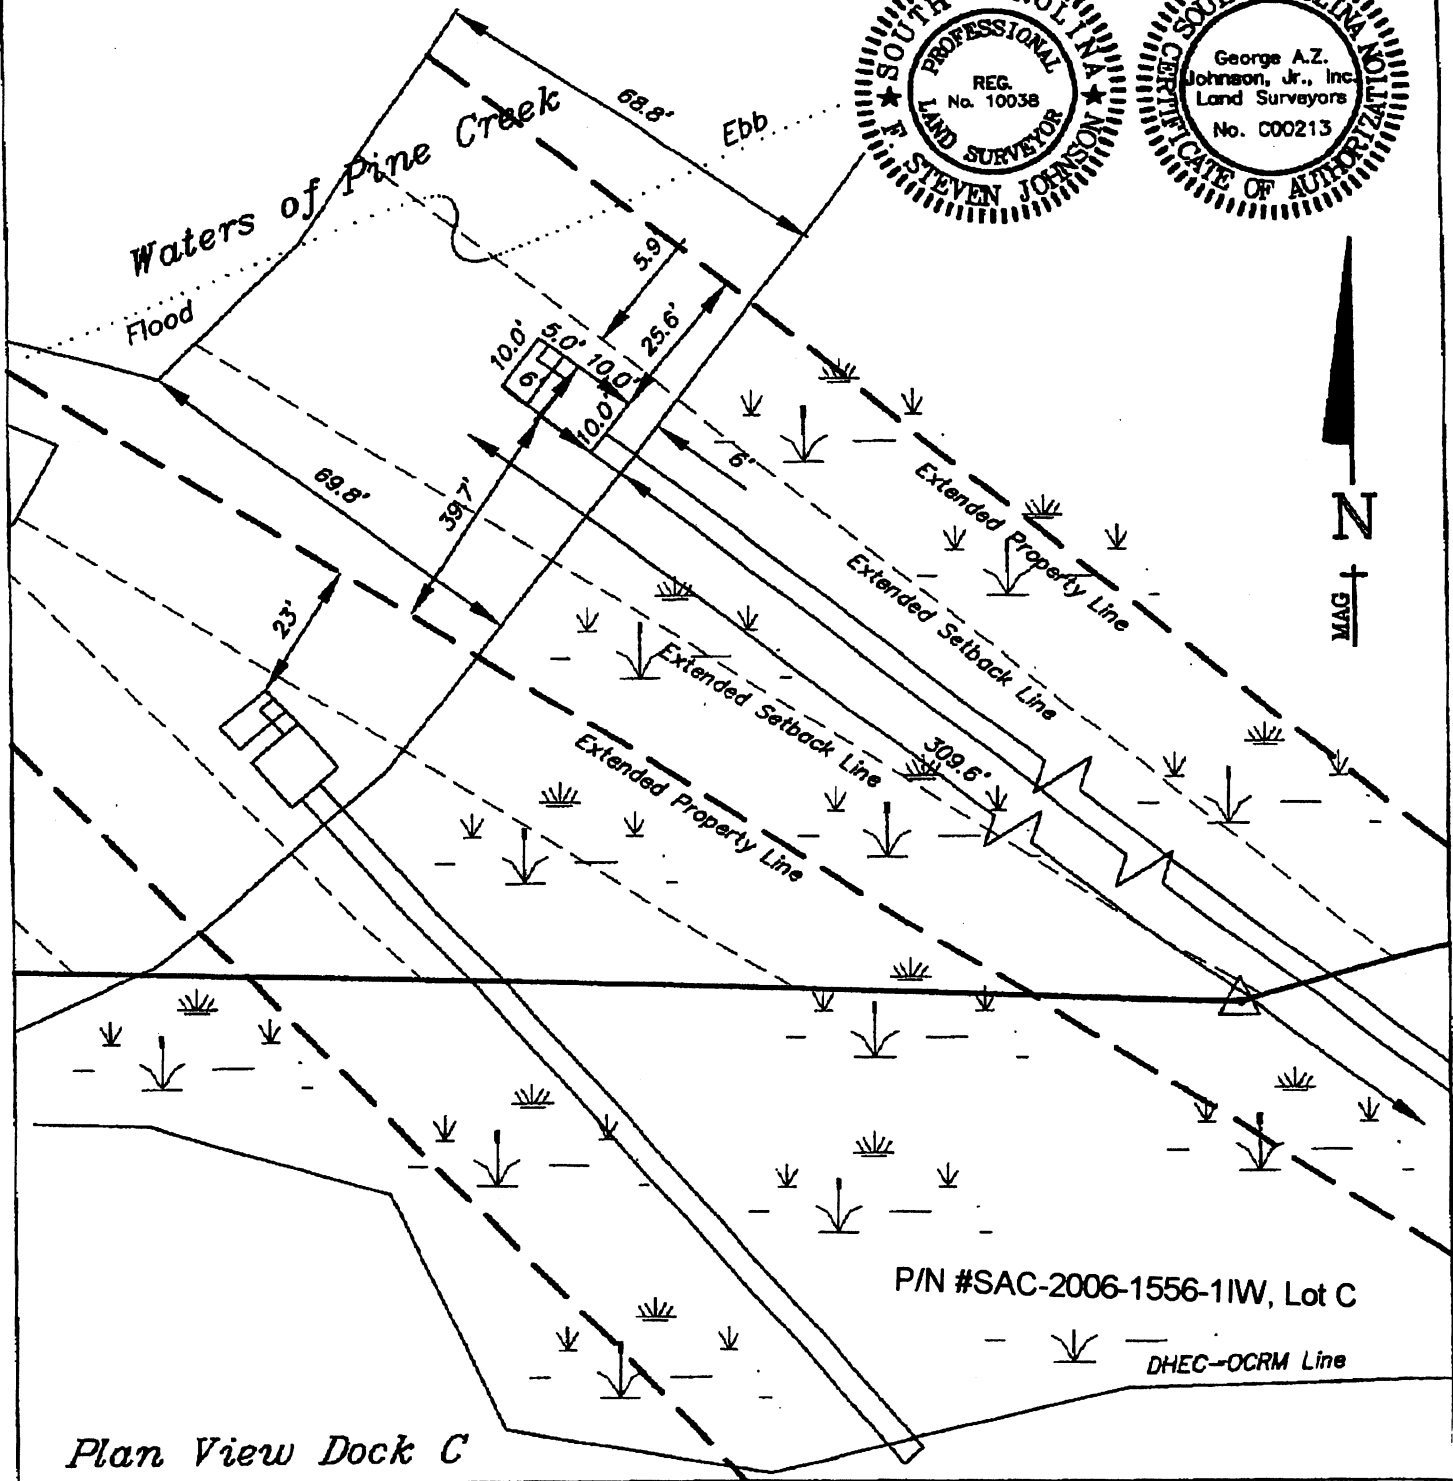 SOUTH
PROFESSIONAL
REG.
No. 10038
LAND SURVEYOR
F. STEVEN JOHNSON
George A.Z.
Johnson, Jr., Inc.
Land Surveyors
No. C00213
CERTIFICATE OF AUTHORIZATION
Waters of Pine Creek
68.8'
Ebb
Flood
5.9'
25.6'
10.0'
5.0'
10.0'
6'
10.0'
6'
69.8'
39.7'
23'
Extended Property Line
Extended Setback Line
Extended Setback Line
309.6'
Extended Property Line
N
MAG
P/N #SAC-2006-1556-1IW, Lot C
DHEC-OCRM Line
Plan View Dock C